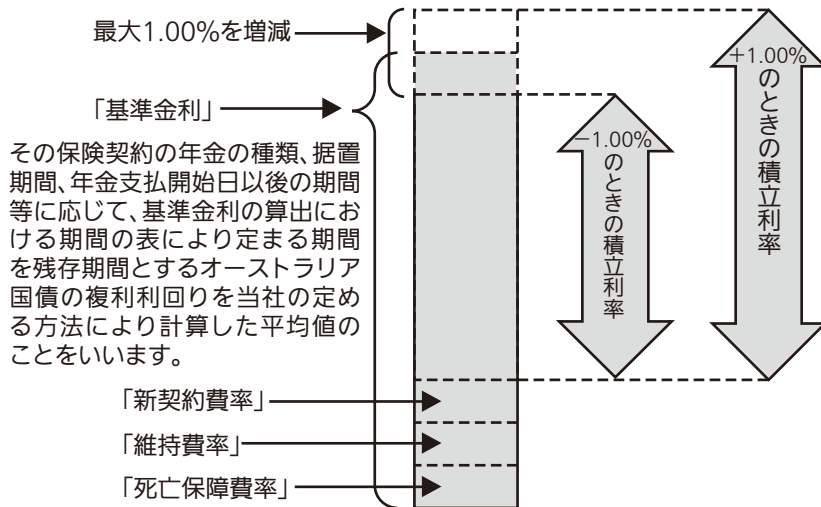 最大1.00%を増減
「基準金利」
その保険契約の年金の種類、据置
期間、年金支払開始日以後の期間
等に応じて、基準金利の算出にお
ける期間の表により定まる期間
を残存期間とするオーストラリア
国債の複利利回りを当社の定め
る方法により計算した平均値の
ことをいいます。
「新契約費率」
「維持費率」
「死亡保障費率」
－1.00%
のときの積立利率
＋1.00%
のときの積立利率